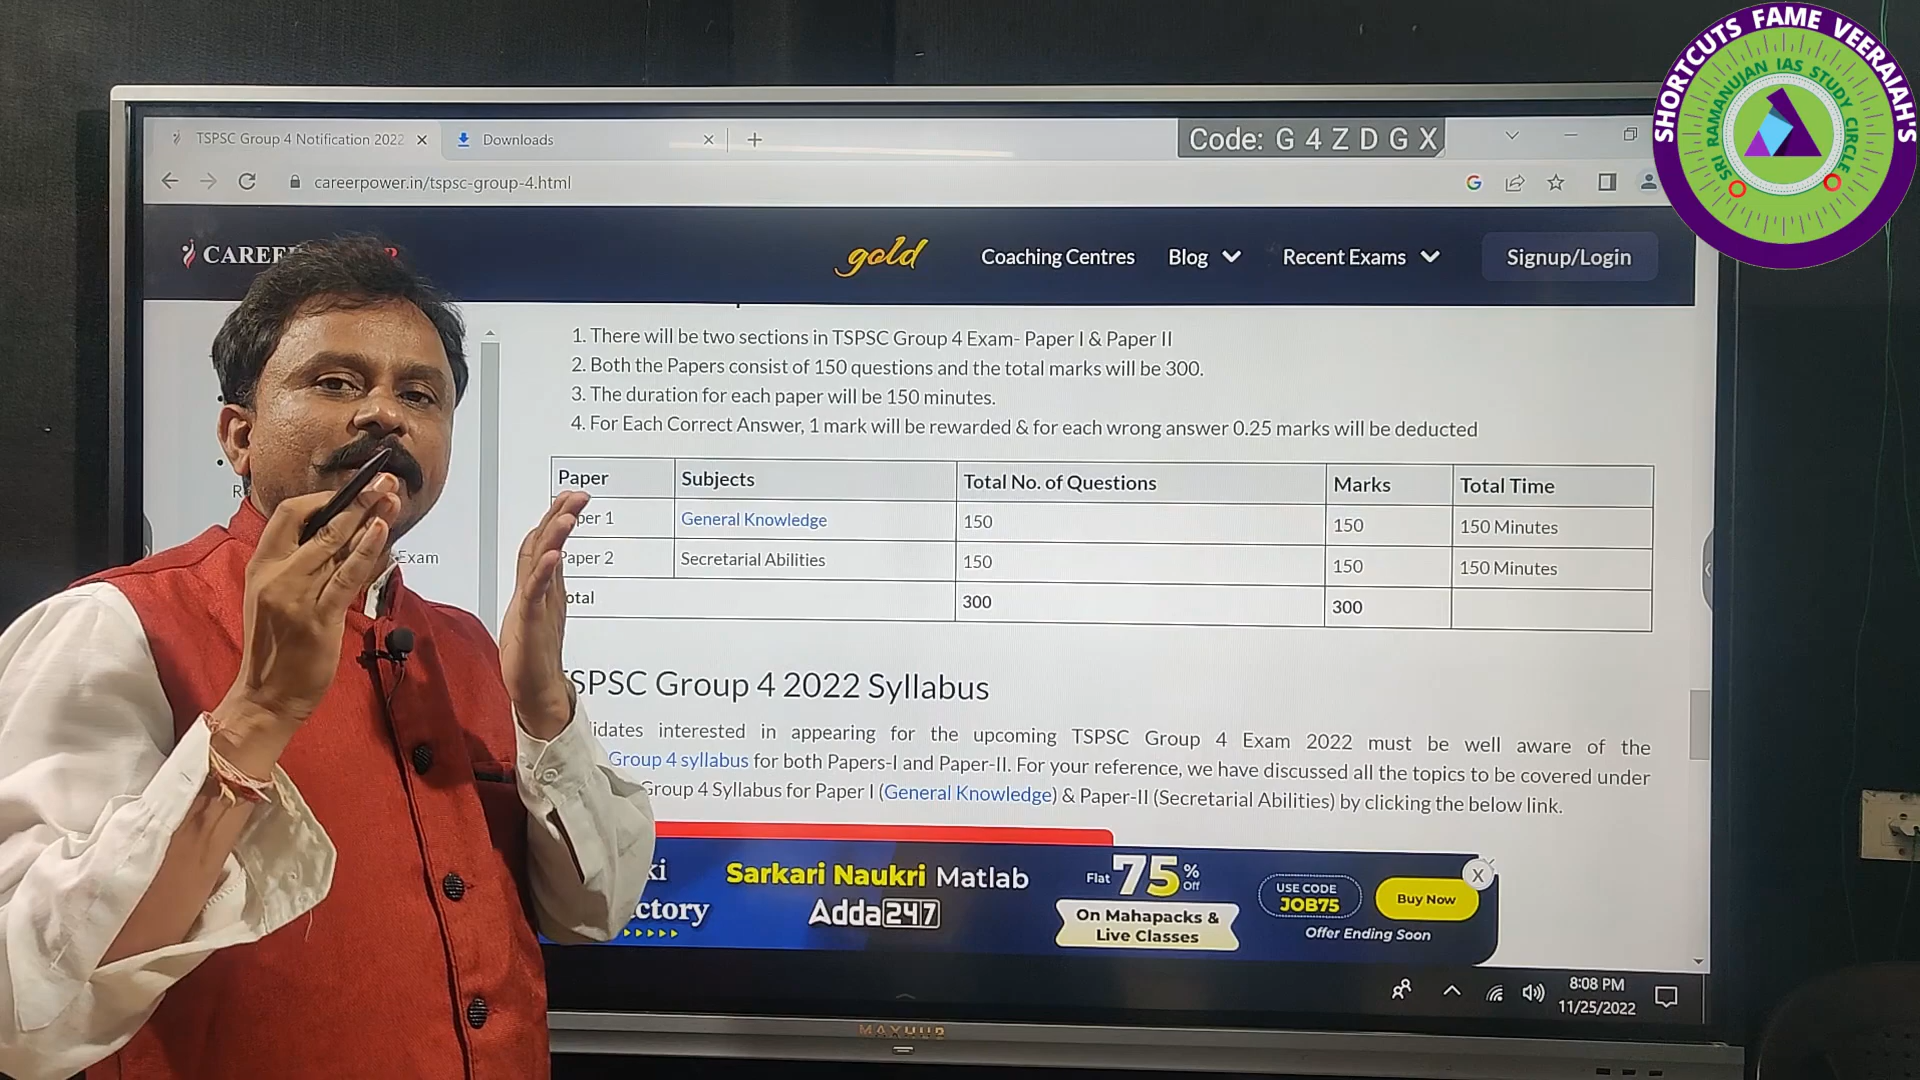 SHORTCUTS FAME VEERAIAH'S
SRI RAMANUJAN IAS STUDY CIRCLE
TSPSC Group 4 Notification 2022
Downloads
Code: G 4 Z D G X
careerpower.in/tspsc-group-4.html
CAREE
gold
Coaching Centres
Blog
Recent Exams
Signup/Login
1. There will be two sections in TSPSC Group 4 Exam- Paper I & Paper II
2. Both the Papers consist of 150 questions and the total marks will be 300.
3. The duration for each paper will be 150 minutes.
4. For Each Correct Answer, 1 mark will be rewarded & for each wrong answer 0.25 marks will be deducted
Paper Subjects Total No. of Questions Marks Total Time
per 1 General Knowledge 150 150 150 Minutes
Paper 2 Secretarial Abilities 150 150 150 Minutes
otal 300 300
Exam
TSPSC Group 4 2022 Syllabus
idates interested in appearing for the upcoming TSPSC Group 4 Exam 2022 must be well aware of the
Group 4 syllabus for both Papers-I and Paper-II. For your reference, we have discussed all the topics to be covered under
Group 4 Syllabus for Paper I (General Knowledge) & Paper-II (Secretarial Abilities) by clicking the below link.
ki
ctory
Sarkari Naukri Matlab
Adda247
Flat 75% Off
On Mahapacks &
Live Classes
USE CODE
JOB75
Buy Now
Offer Ending Soon
X
8:08 PM
11/25/2022
MAXHUB